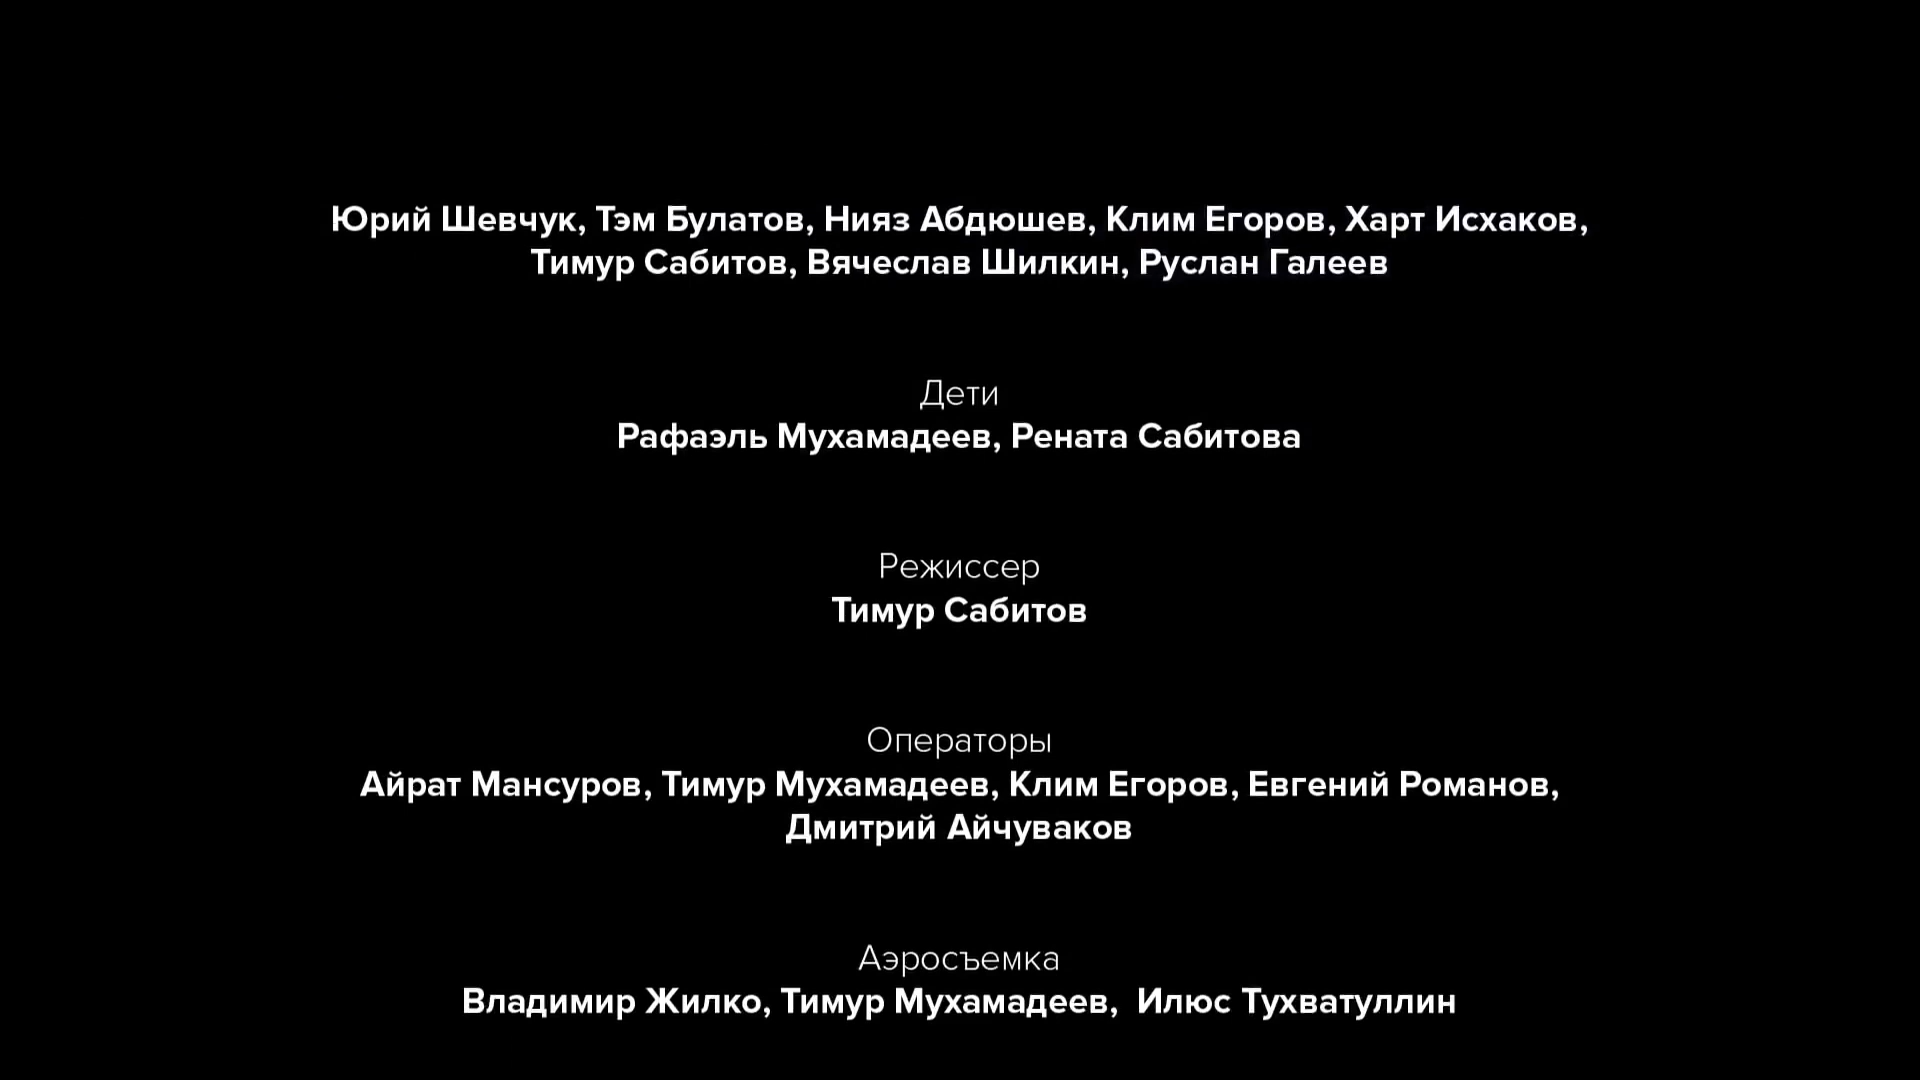 Юрий Шевчук, Тэм Булатов, Нияз Абдюшев, Клим Егоров, Харт Исхаков,
Тимур Сабитов, Вячеслав Шилкин, Руслан Галеев
Дети
Рафаэль Мухамадеев, Рената Сабитова
Режиссер
Тимур Сабитов
Операторы
Айрат Мансуров, Тимур Мухамадеев, Клим Егоров, Евгений Романов,
Дмитрий Айчуваков
Аэросъемка
Владимир Жилко, Тимур Мухамадеев, Илюс Тухватуллин